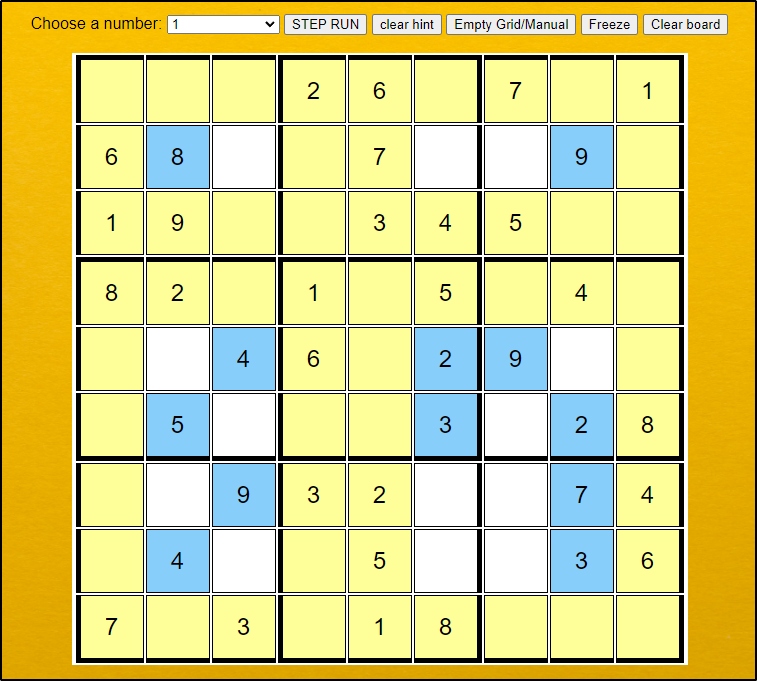 Choose a number: 1 STEP RUN clear hint Empty Grid/Manual Freeze Clear board
2 6 7 1
6 8 7 9
1 9 3 4 5
8 2 1 5 4
4 6 2 9
5 3 2 8
9 3 2 7 4
4 5 3 6
7 3 1 8